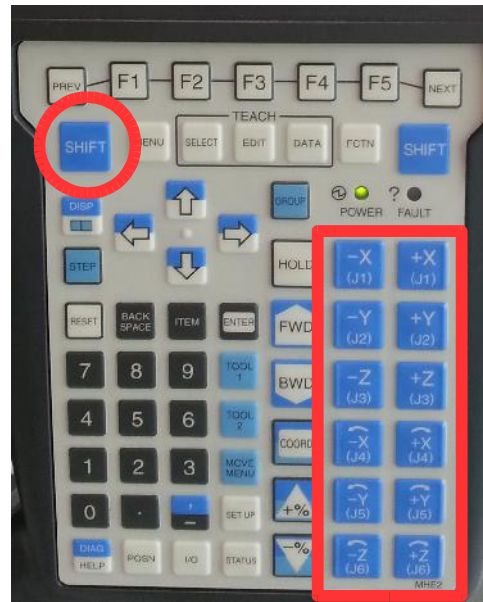 PREV F1 F2 F3 F4 F5 NEXT
TEACH
SHIFT MENU SELECT EDIT DATA FCTN SHIFT
DISP GROUP ? POWER FAULT
STEP HOLD -X (J1) +X (J1)
RESET BACK SPACE ITEM ENTER FWD -Y (J2) +Y (J2)
7 8 9 TOOL 1 BWD -Z (J3) +Z (J3)
4 5 6 TOOL 2 COORD -X (J4) +X (J4)
1 2 3 MOVE MENU +% -Y (J5) +Y (J5)
0 . , - SET UP
DIAG HELP POSN I/O STATUS -% -Z (J6) +Z (J6)
MHE2